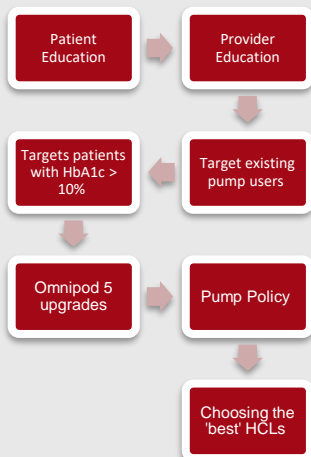 Patient
Education
Provider
Education
Target existing
pump users
Targets patients
with HbA1c >
10%
Omnipod 5
upgrades
Pump Policy
Choosing the
'best' HCLs